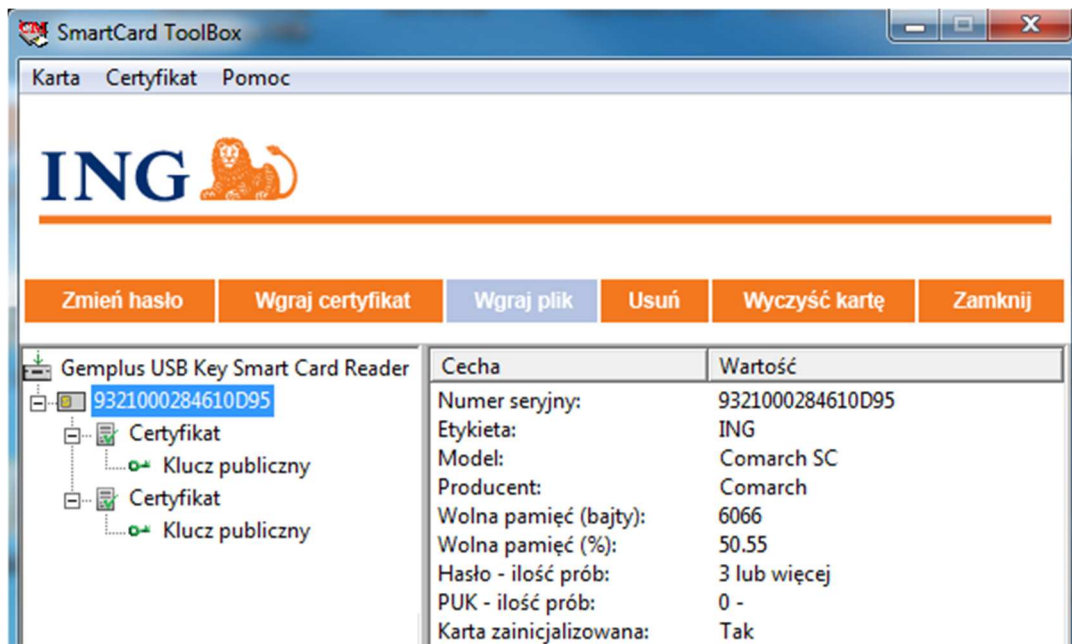 SmartCard ToolBox
Karta Certyfikat Pomoc
ING
Zmień hasło Wgraj certyfikat Wgraj plik Usuń Wyczyść kartę Zamknij
Gemplus USB Key Smart Card Reader
9321000284610D95
Certyfikat
Klucz publiczny
Certyfikat
Klucz publiczny
Cecha Wartość
Numer seryjny: 9321000284610D95
Etykieta: ING
Model: Comarch SC
Producent: Comarch
Wolna pamięć (bajty): 6066
Wolna pamięć (%): 50.55
Hasło - ilość prób: 3 lub więcej
PUK - ilość prób: 0 -
Karta zainicjalizowana: Tak